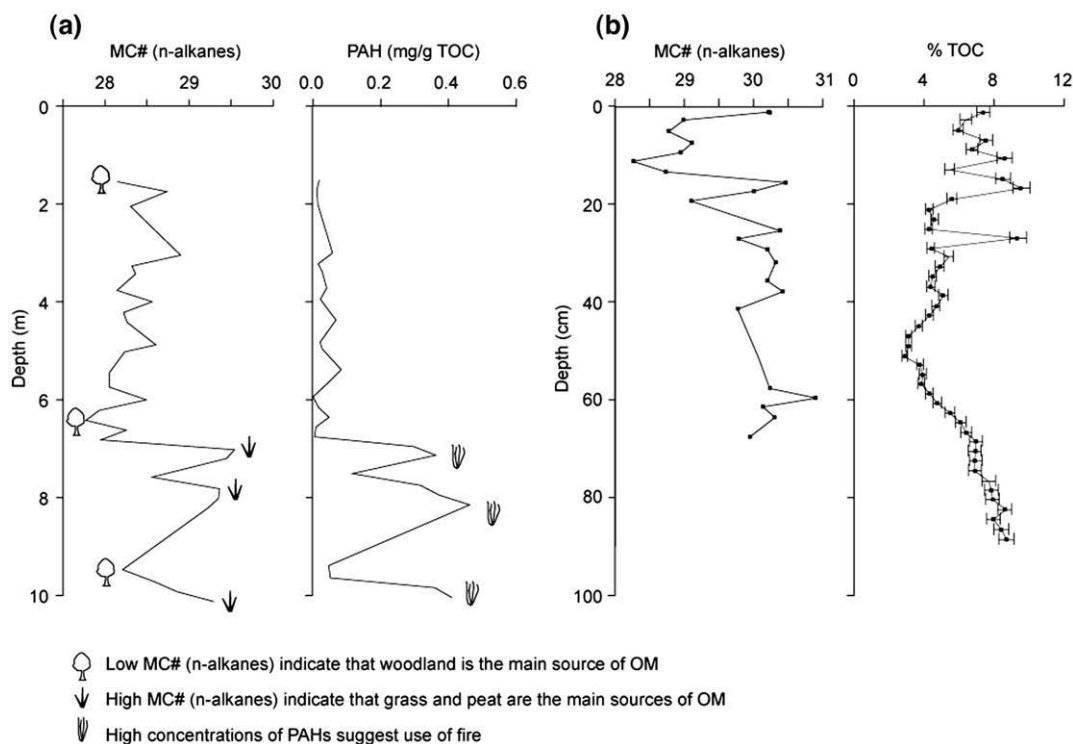 (a)
MC# (n-alkanes)
28 29 30
PAH (mg/g TOC)
0.0 0.2 0.4 0.6
Depth (m)
0
2
4
6
8
10
(b)
MC# (n-alkanes)
28 29 30 31
% TOC
0 4 8 12
Depth (cm)
0
20
40
60
80
100
Low MC# (n-alkanes) indicate that woodland is the main source of OM
High MC# (n-alkanes) indicate that grass and peat are the main sources of OM
High concentrations of PAHs suggest use of fire